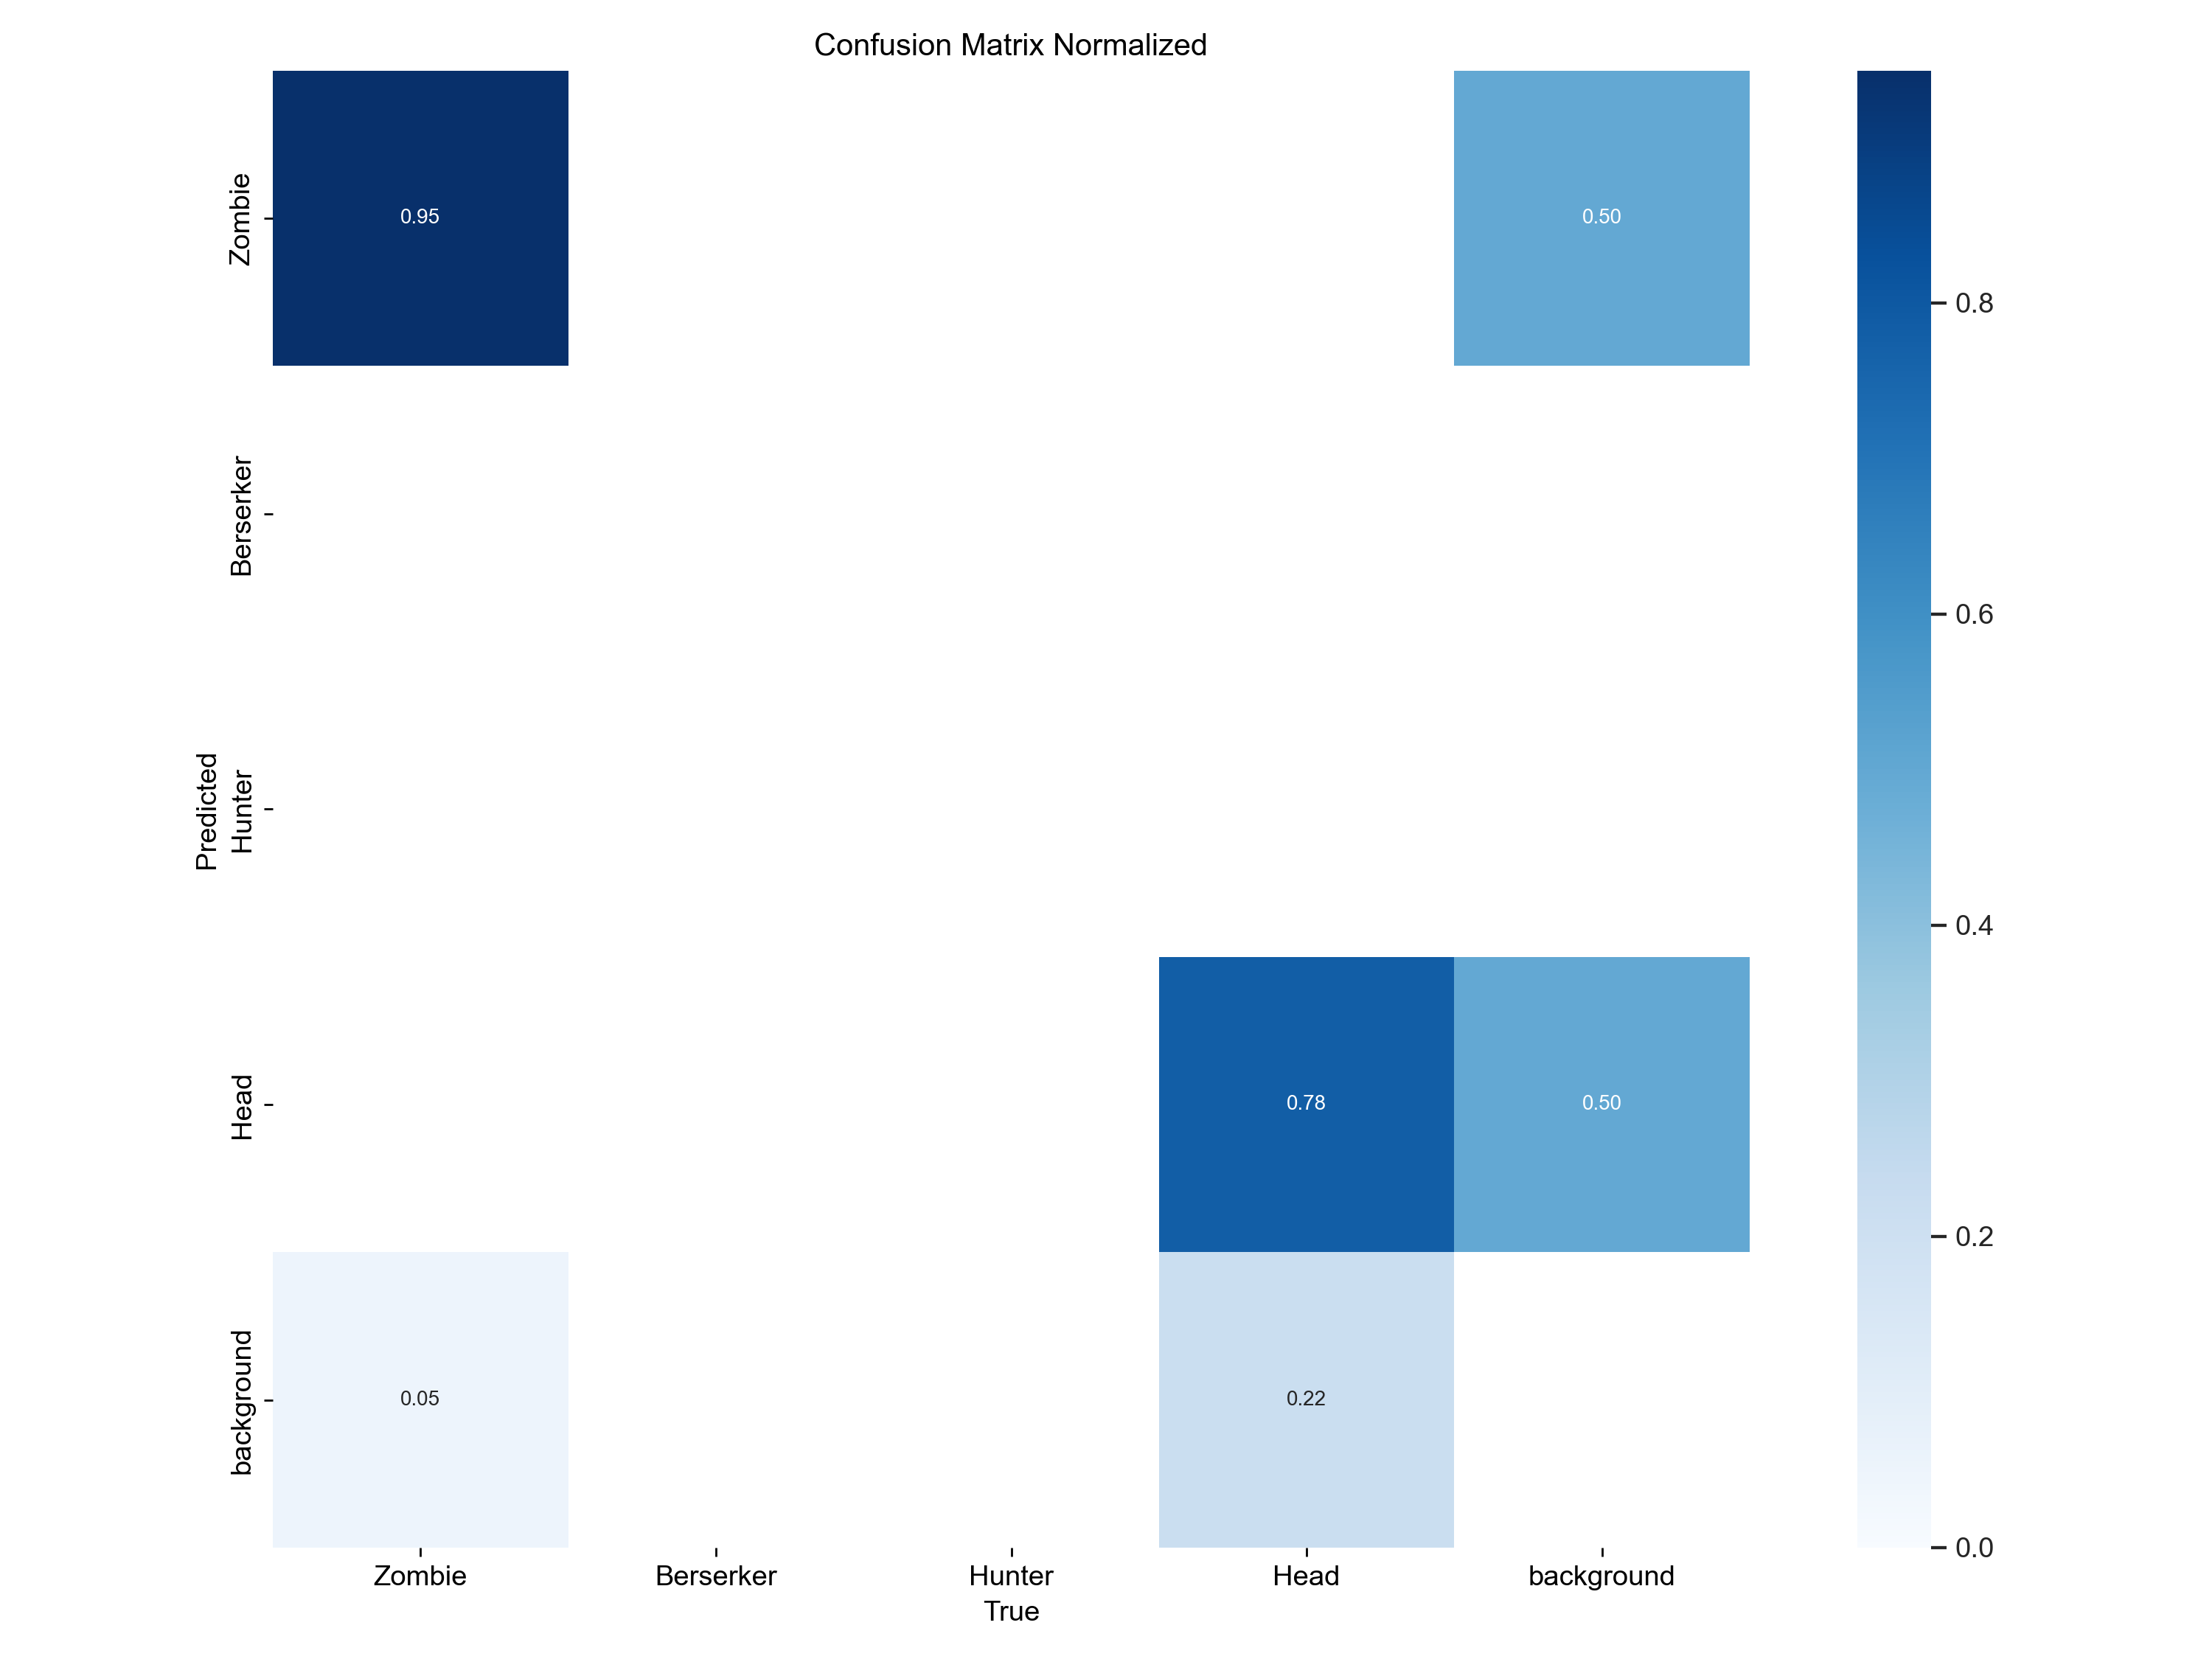 Confusion Matrix Normalized
Zombie
Berserker
Hunter
Head
background
Predicted
0.95
0.50
0.78
0.50
0.05
0.22
Zombie
Berserker
Hunter
Head
background
True
0.8
0.6
0.4
0.2
0.0